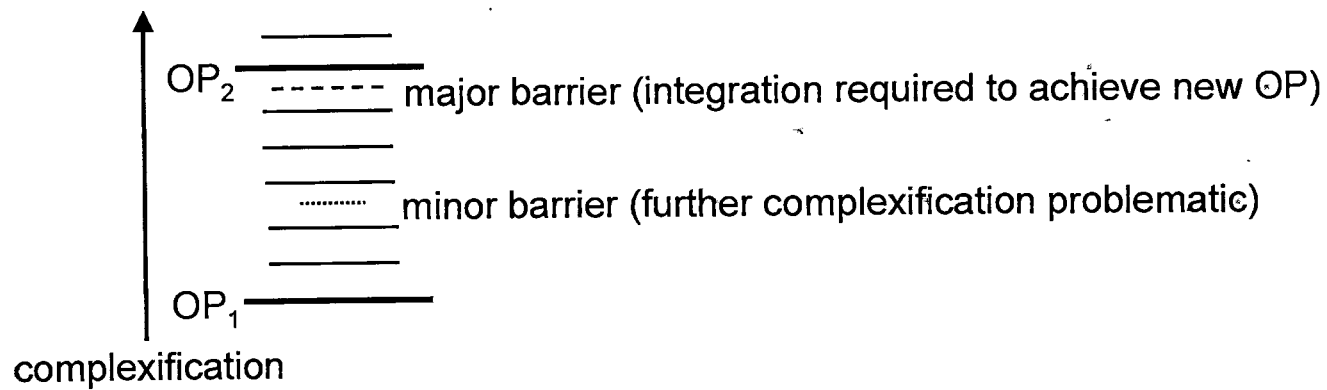 OP₂
major barrier (integration required to achieve new OP)
minor barrier (further complexification problematic)
OP₁
complexification